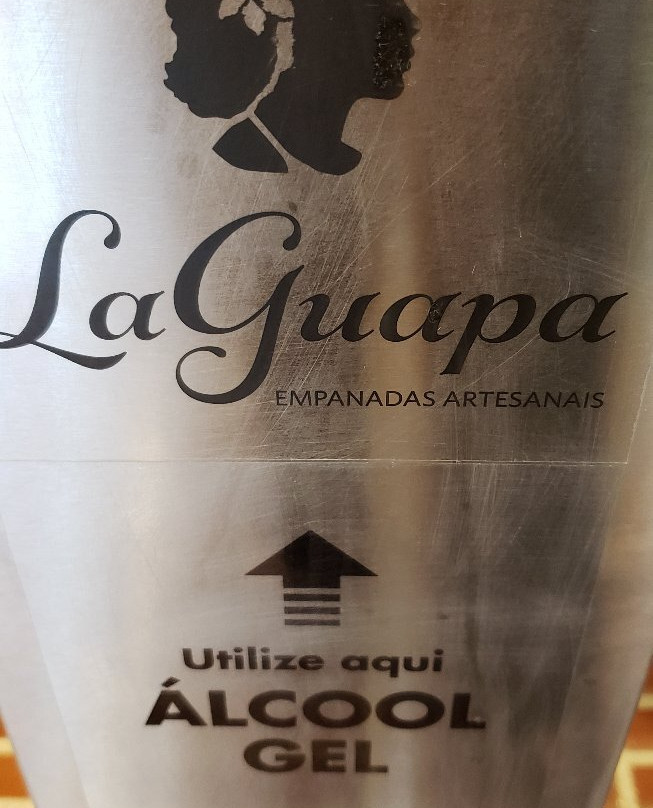 LaGuapa
EMPANADAS ARTESANAIS
Utilize aqui
ÁLCOOL
GEL